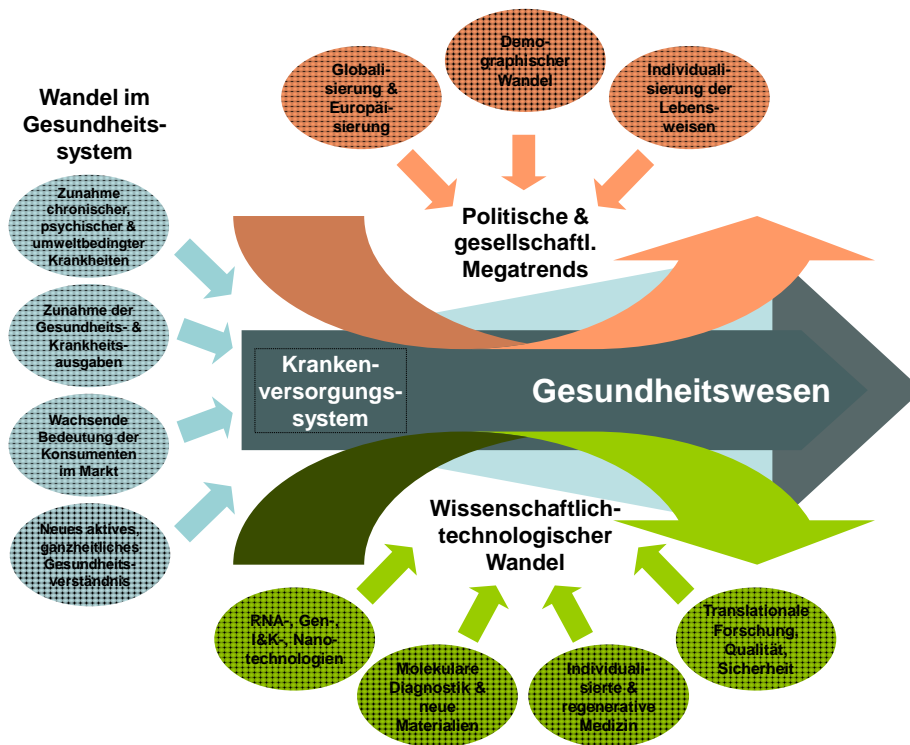 Wandel im
Gesundheits-
system
Zunahme
chronischer,
psychischer &
umweltbedingter
Krankheiten
Zunahme der
Gesundheits- &
Krankheits-
ausgaben
Wachsende
Bedeutung der
Konsumenten
im Markt
Neues aktives,
ganzheitliches
Gesundheits-
verständnis
Globali-
sierung &
Europäi-
sierung
Demo-
graphischer
Wandel
Individuali-
sierung der
Lebens-
weisen
Politische &
gesellschaftl.
Megatrends
Kranken-
versorgungs-
system
Gesundheitswesen
Wissenschaftlich-
technologischer
Wandel
RNA-, Gen-,
I&K-, Nano-
technologien
Molekulare
Diagnostik &
neue
Materialien
Individuali-
sierte &
regenerative
Medizin
Translationale
Forschung,
Qualität,
Sicherheit